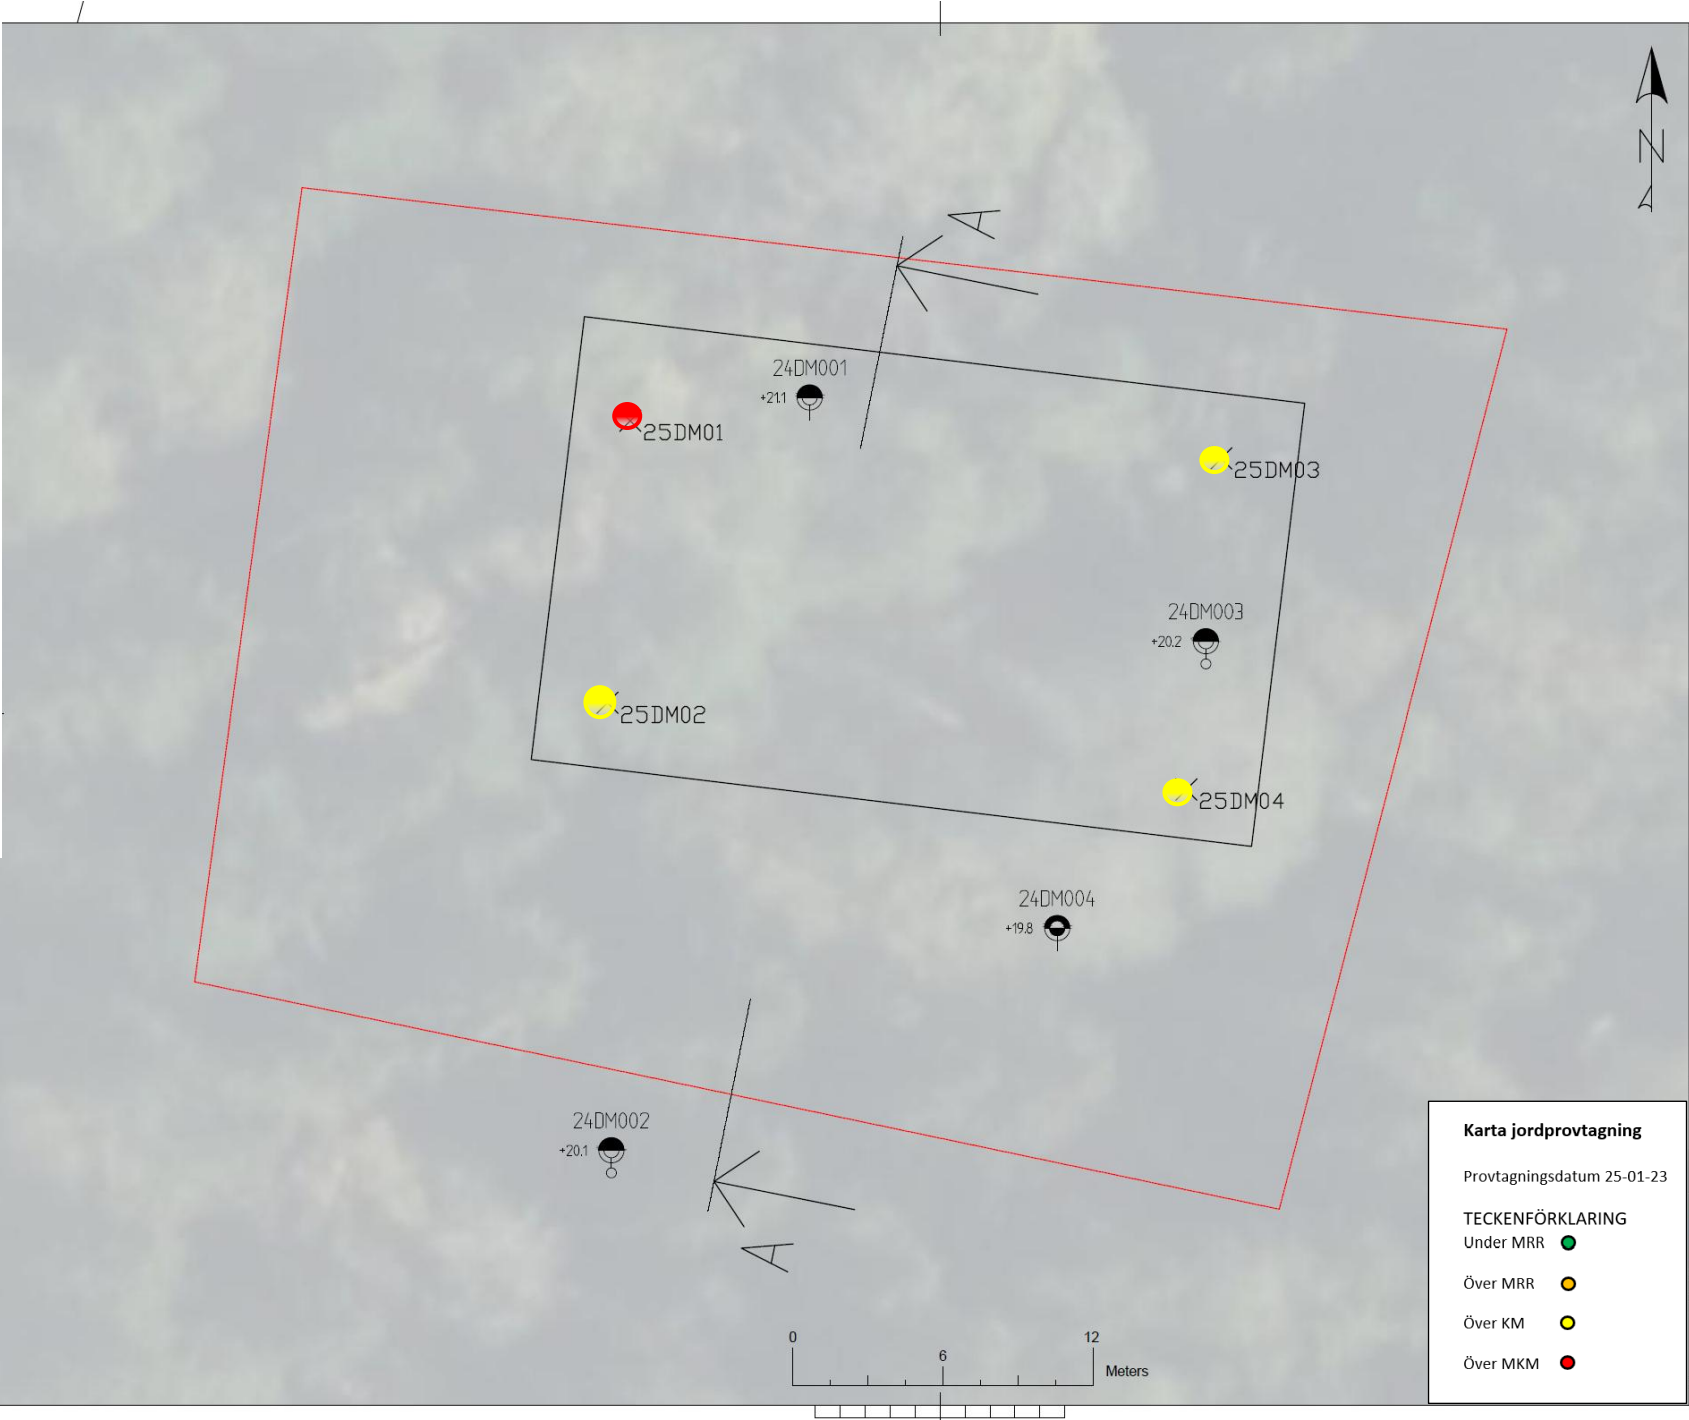 A
N
24DM001
+21.1
25DM01
25DM03
24DM003
+20.2
25DM02
25DM04
24DM004
+19.8
24DM002
+20.1
A
Karta jordprovtagning
Provtagningsdatum 25-01-23
TECKENFÖRKLARING
Under MRR
Över MRR
Över KM
Över MKM
0
12
6
Meters